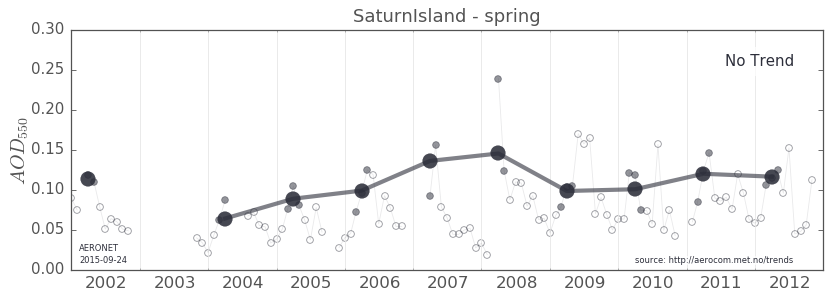 SaturnIsland - spring
No Trend
AOD550
0.30
0.25
0.20
0.15
0.10
0.05
0.00
AERONET
2015-09-24
source: http://aerocom.met.no/trends
2002 2003 2004 2005 2006 2007 2008 2009 2010 2011 2012